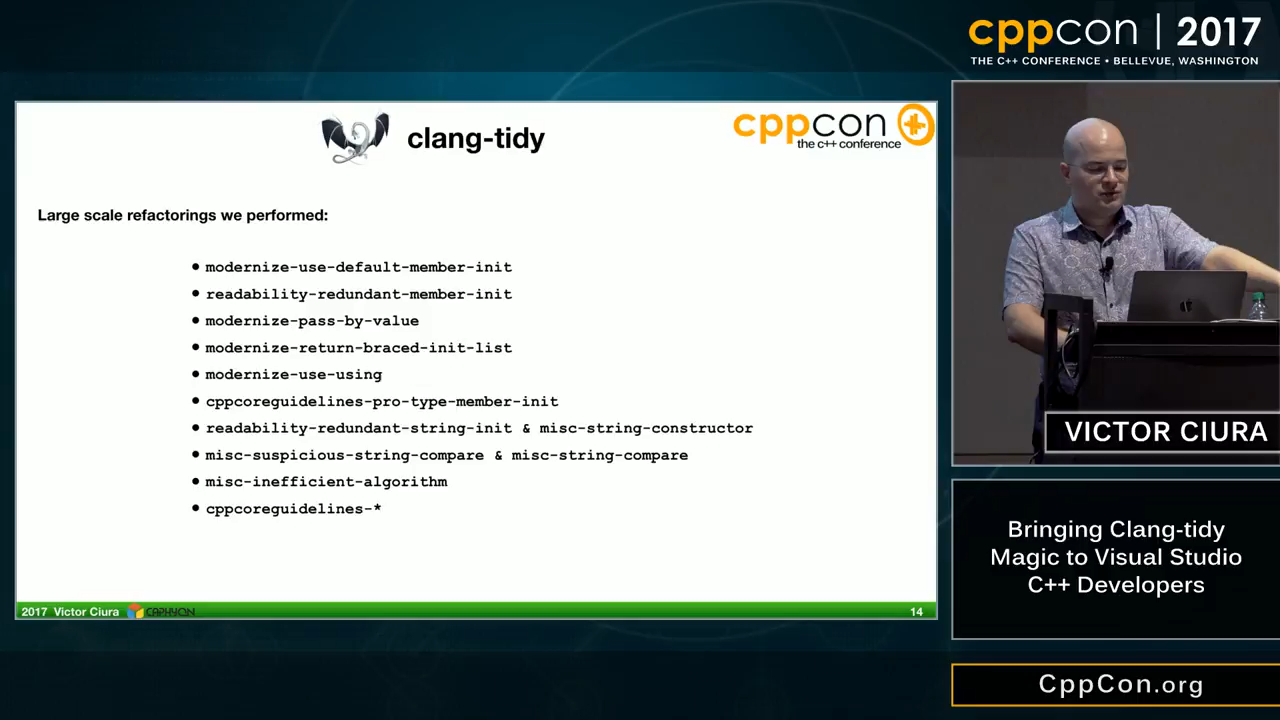 cppcon | 2017
THE C++ CONFERENCE • BELLEVUE, WASHINGTON
clang-tidy
cppcon
the c++ conference
Large scale refactorings we performed:
• modernize-use-default-member-init
• readability-redundant-member-init
• modernize-pass-by-value
• modernize-return-braced-init-list
• modernize-use-using
• cppcoreguidelines-pro-type-member-init
• readability-redundant-string-init & misc-string-constructor
• misc-suspicious-string-compare & misc-string-compare
• misc-inefficient-algorithm
• cppcoreguidelines-*
2017 Victor Ciura CAPHYON 14
VICTOR CIURA
Bringing Clang-tidy
Magic to Visual Studio
C++ Developers
CppCon.org